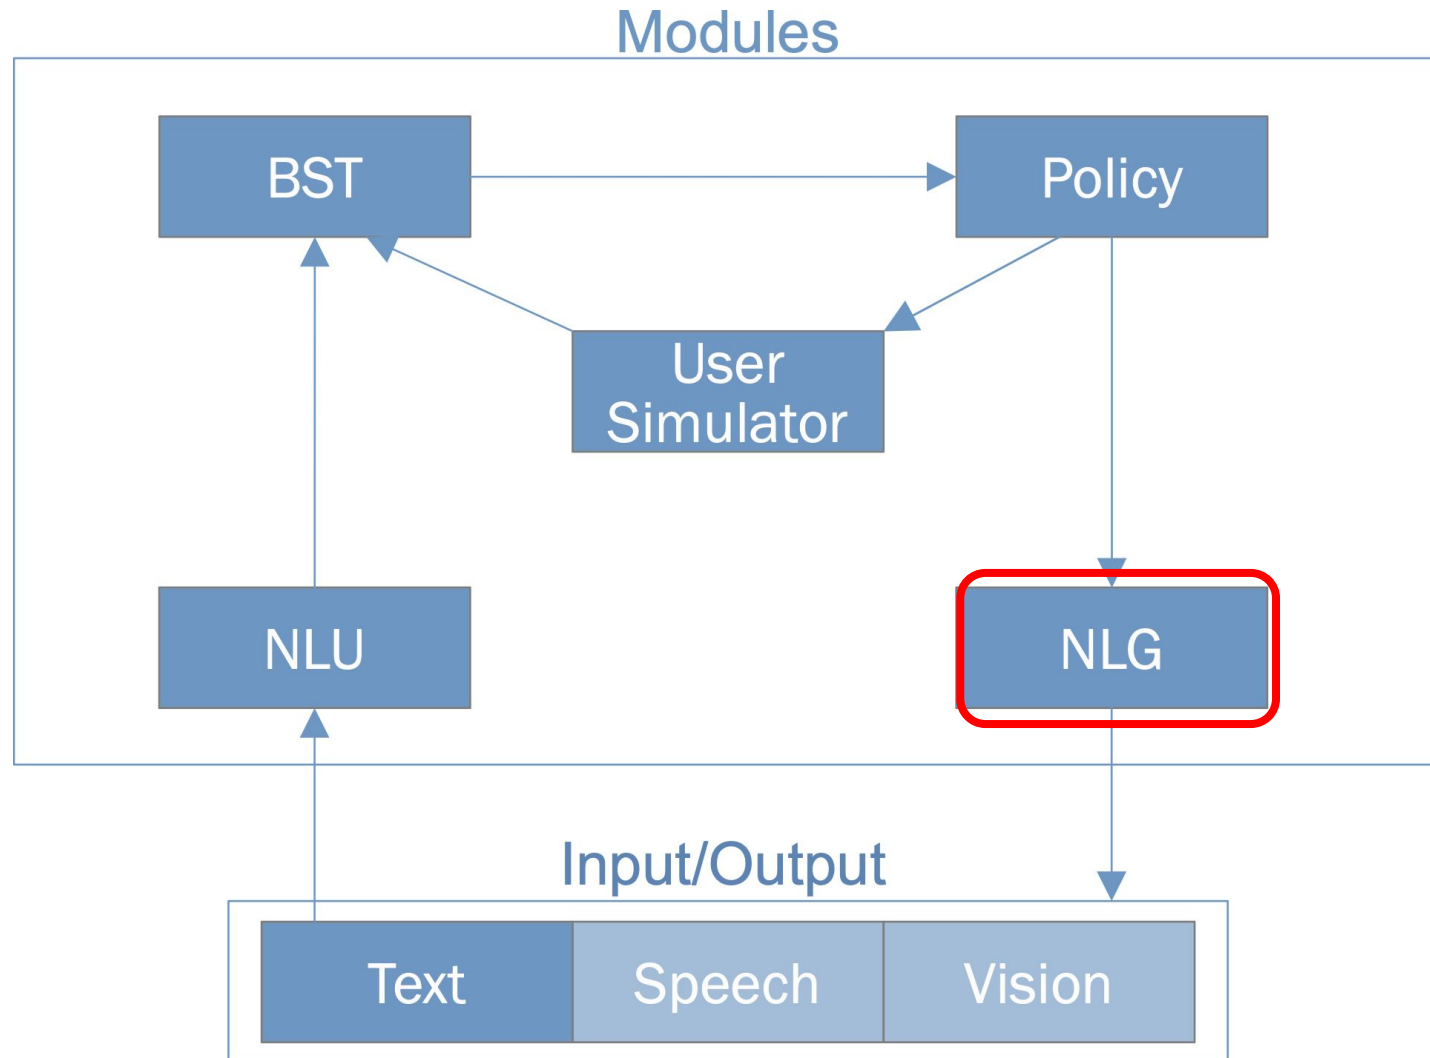 Modules
BST
Policy
User
Simulator
NLU
NLG
Input/Output
Text
Speech
Vision